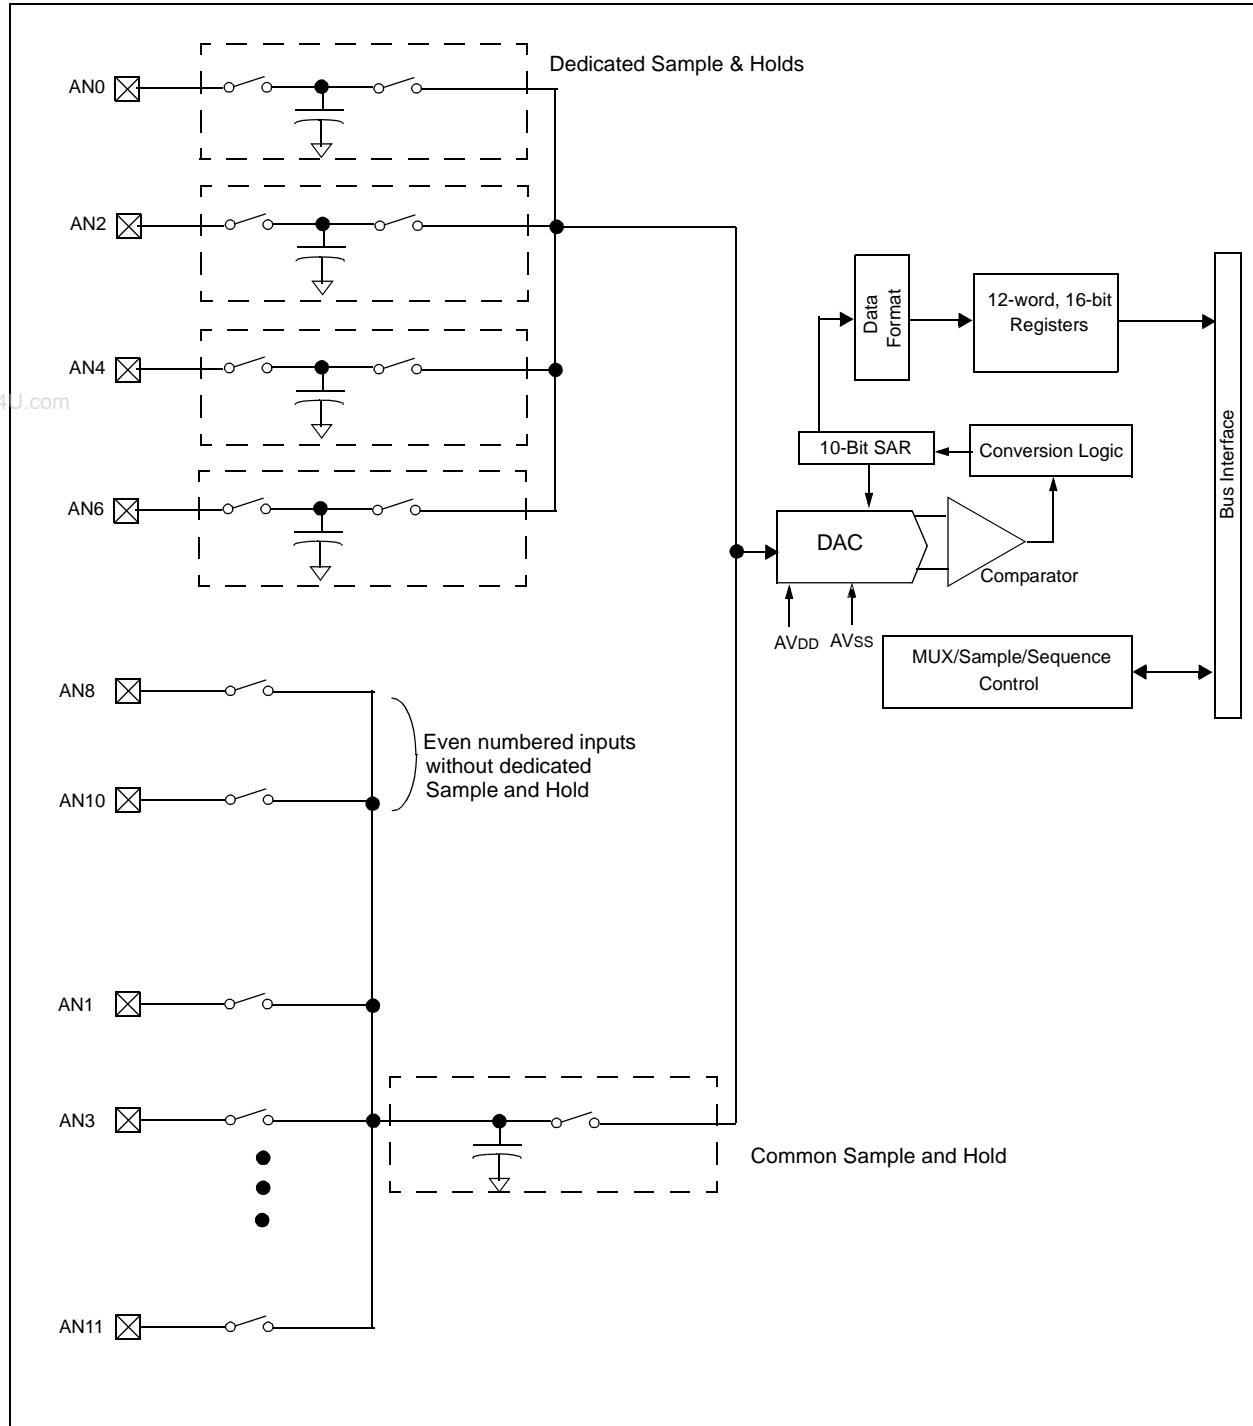 Dedicated Sample & Holds
AN0
AN2
AN4
4U.com
AN6
Data
Format
12-word, 16-bit
Registers
Bus Interface
10-Bit SAR
Conversion Logic
DAC
Comparator
AVDD
AVSS
MUX/Sample/Sequence
Control
AN8
Even numbered inputs
without dedicated
Sample and Hold
AN10
AN1
AN3
Common Sample and Hold
AN11